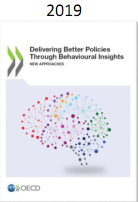 2019
Delivering Better Policies
Through Behavioural Insights
NEW APPROACHES
OECD